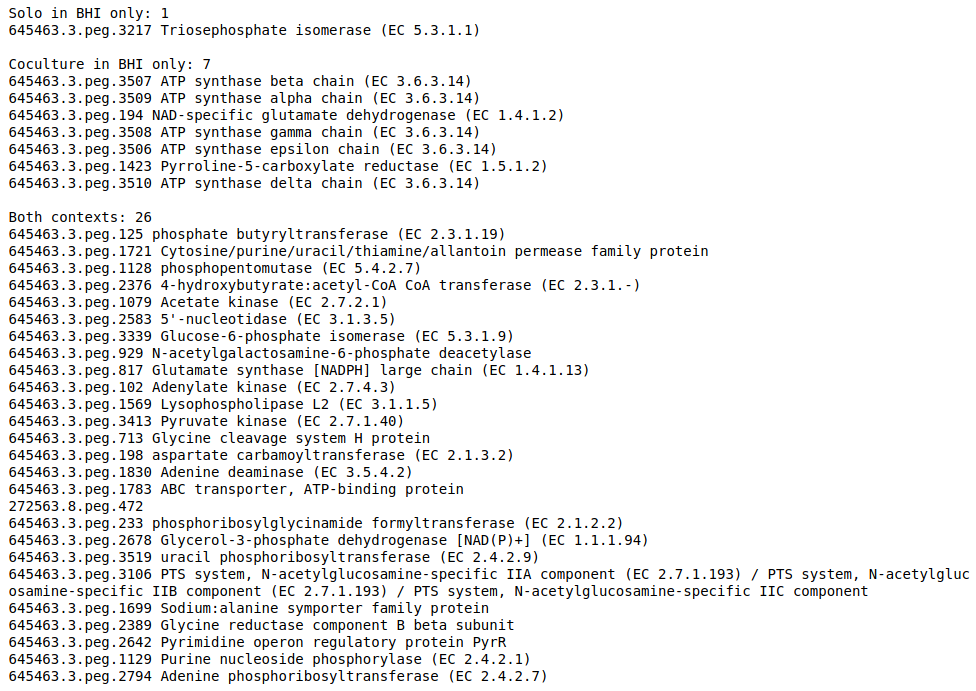 Solo in BHI only: 1
645463.3.peg.3217 Triosephosphate isomerase (EC 5.3.1.1)

Coculture in BHI only: 7
645463.3.peg.3507 ATP synthase beta chain (EC 3.6.3.14)
645463.3.peg.3509 ATP synthase alpha chain (EC 3.6.3.14)
645463.3.peg.194 NAD-specific glutamate dehydrogenase (EC 1.4.1.2)
645463.3.peg.3508 ATP synthase gamma chain (EC 3.6.3.14)
645463.3.peg.3506 ATP synthase epsilon chain (EC 3.6.3.14)
645463.3.peg.1423 Pyrroline-5-carboxylate reductase (EC 1.5.1.2)
645463.3.peg.3510 ATP synthase delta chain (EC 3.6.3.14)

Both contexts: 26
645463.3.peg.125 phosphate butyryltransferase (EC 2.3.1.19)
645463.3.peg.1721 Cytosine/purine/uracil/thiamine/allantoin permease family protein
645463.3.peg.1128 phosphopentomutase (EC 5.4.2.7)
645463.3.peg.2376 4-hydroxybutyrate:acetyl-CoA CoA transferase (EC 2.3.1.-)
645463.3.peg.1079 Acetate kinase (EC 2.7.2.1)
645463.3.peg.2583 5'-nucleotidase (EC 3.1.3.5)
645463.3.peg.3339 Glucose-6-phosphate isomerase (EC 5.3.1.9)
645463.3.peg.929 N-acetylgalactosamine-6-phosphate deacetylase
645463.3.peg.817 Glutamate synthase [NADPH] large chain (EC 1.4.1.13)
645463.3.peg.102 Adenylate kinase (EC 2.7.4.3)
645463.3.peg.1569 Lysophospholipase L2 (EC 3.1.1.5)
645463.3.peg.3413 Pyruvate kinase (EC 2.7.1.40)
645463.3.peg.713 Glycine cleavage system H protein
645463.3.peg.198 aspartate carbamoyltransferase (EC 2.1.3.2)
645463.3.peg.1830 Adenine deaminase (EC 3.5.4.2)
645463.3.peg.1783 ABC transporter, ATP-binding protein
272563.8.peg.472
645463.3.peg.233 phosphoribosylglycinamide formyltransferase (EC 2.1.2.2)
645463.3.peg.2678 Glycerol-3-phosphate dehydrogenase [NAD(P)+] (EC 1.1.1.94)
645463.3.peg.3519 uracil phosphoribosyltransferase (EC 2.4.2.9)
645463.3.peg.3106 PTS system, N-acetylglucosamine-specific IIA component (EC 2.7.1.193) / PTS system, N-acetylgluc
osamine-specific IIB component (EC 2.7.1.193) / PTS system, N-acetylglucosamine-specific IIC component
645463.3.peg.1699 Sodium:alanine symporter family protein
645463.3.peg.2389 Glycine reductase component B beta subunit
645463.3.peg.2642 Pyrimidine operon regulatory protein PyrR
645463.3.peg.1129 Purine nucleoside phosphorylase (EC 2.4.2.1)
645463.3.peg.2794 Adenine phosphoribosyltransferase (EC 2.4.2.7)